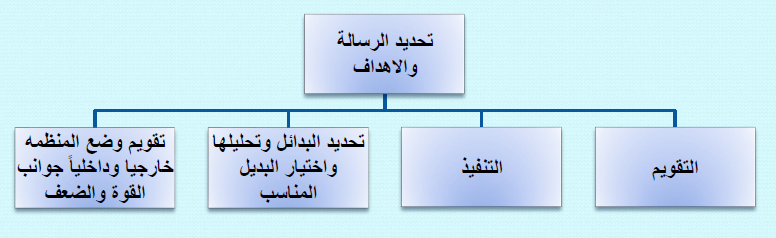 تحديد الرسالة
والاهداف
التقويم
التنفيذ
تحديد البدائل وتحليلها
واختيار البديل
المناسب
تقويم وضع المنظمه
خارجيا وداخلياً جوانب
القوة والضعف